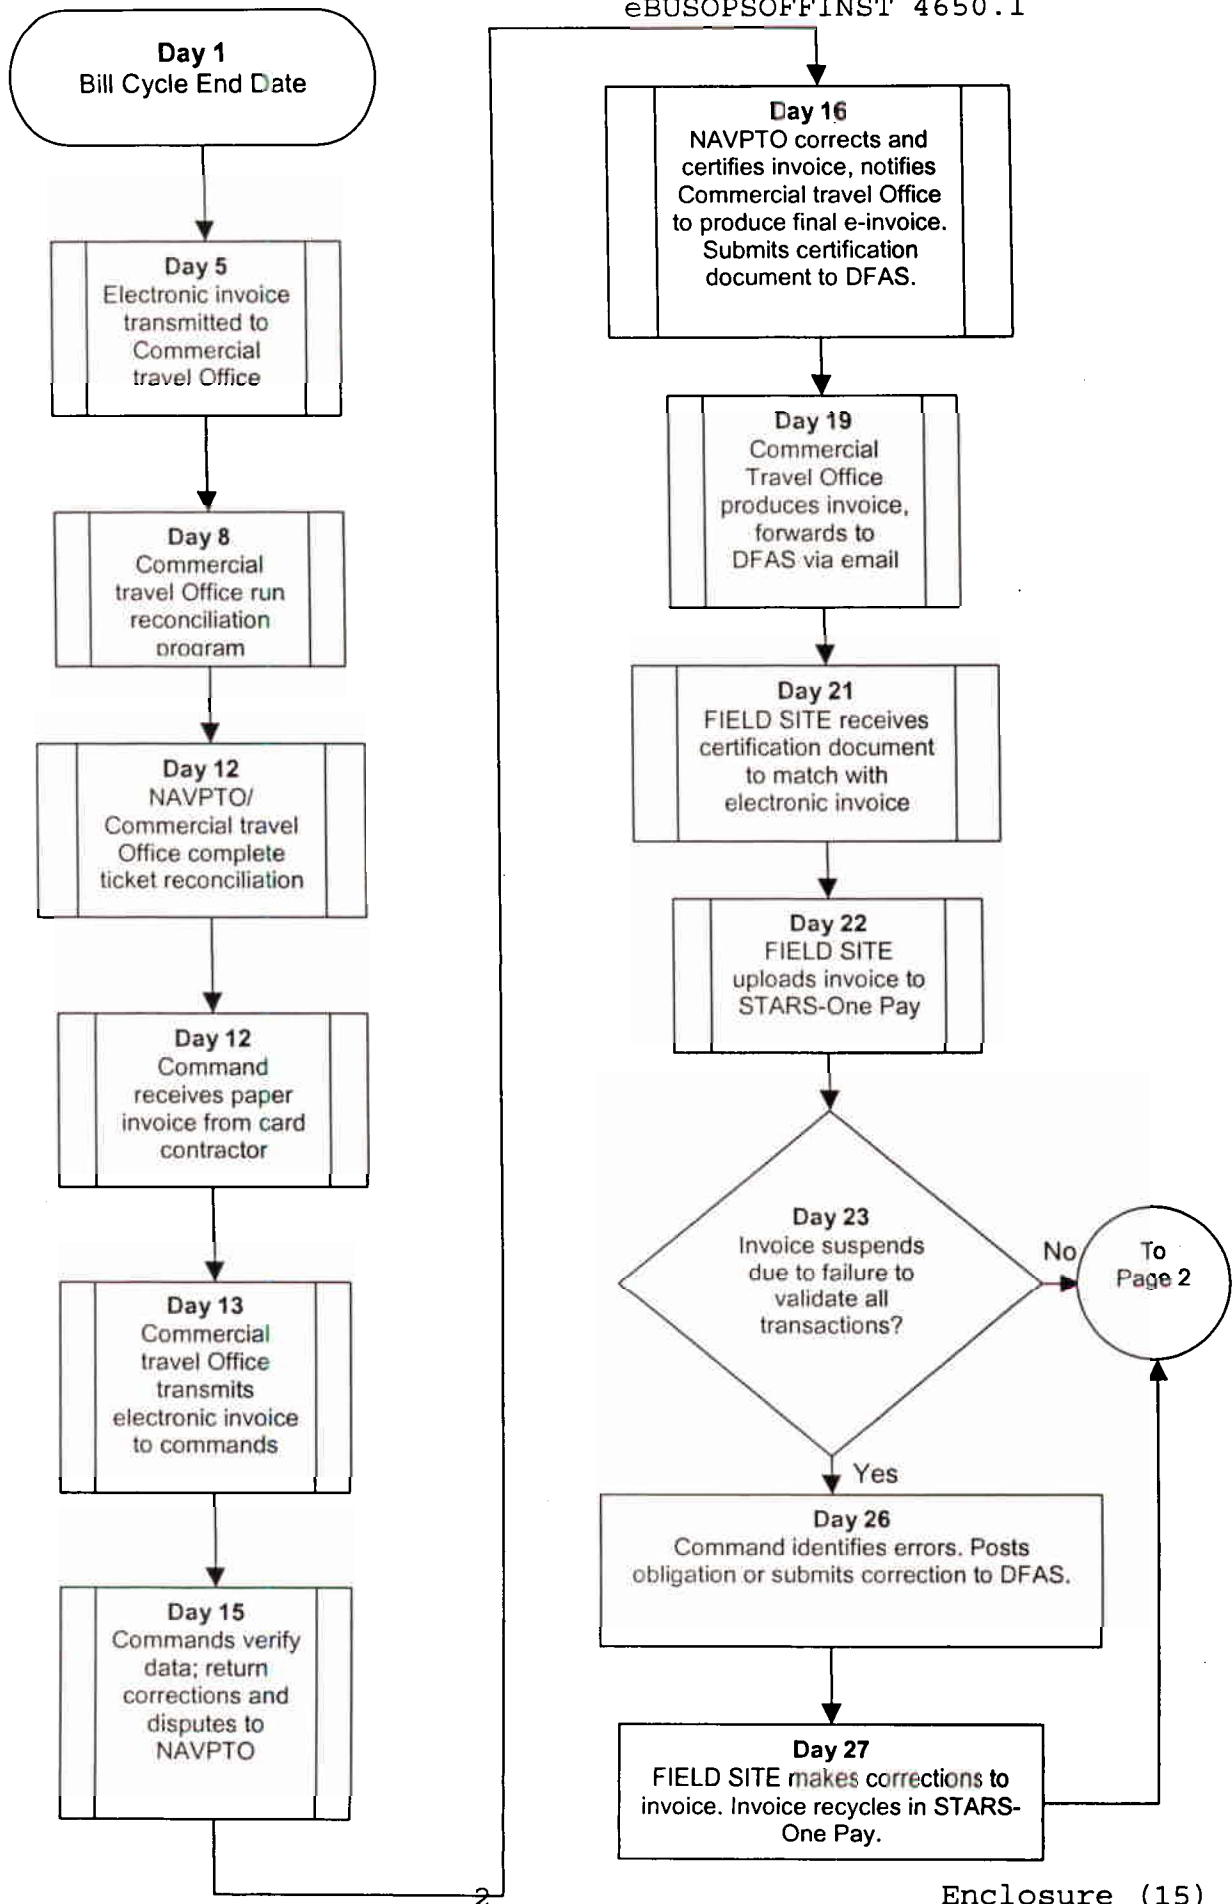 eBUSOPSOFFINST 4650.1
Day 1
Bill Cycle End Date
Day 5
Electronic invoice
transmitted to
Commercial
travel Office
Day 8
Commercial
travel Office run
reconciliation
program
Day 12
NAVPTO/
Commercial travel
Office complete
ticket reconciliation
Day 12
Command
receives paper
invoice from card
contractor
Day 13
Commercial
travel Office
transmits
electronic invoice
to commands
Day 15
Commands verify
data; return
corrections and
disputes to
NAVPTO
Day 16
NAVPTO corrects and
certifies invoice, notifies
Commercial travel Office
to produce final e-invoice.
Submits certification
document to DFAS.
Day 19
Commercial
Travel Office
produces invoice,
forwards to
DFAS via email
Day 21
FIELD SITE receives
certification document
to match with
electronic invoice
Day 22
FIELD SITE
uploads invoice to
STARS-One Pay
Day 23
Invoice suspends
due to failure to
validate all
transactions?
No
To
Page 2
Yes
Day 26
Command identifies errors. Posts
obligation or submits correction to DFAS.
Day 27
FIELD SITE makes corrections to
invoice. Invoice recycles in STARS-
One Pay.
2
Enclosure (15)